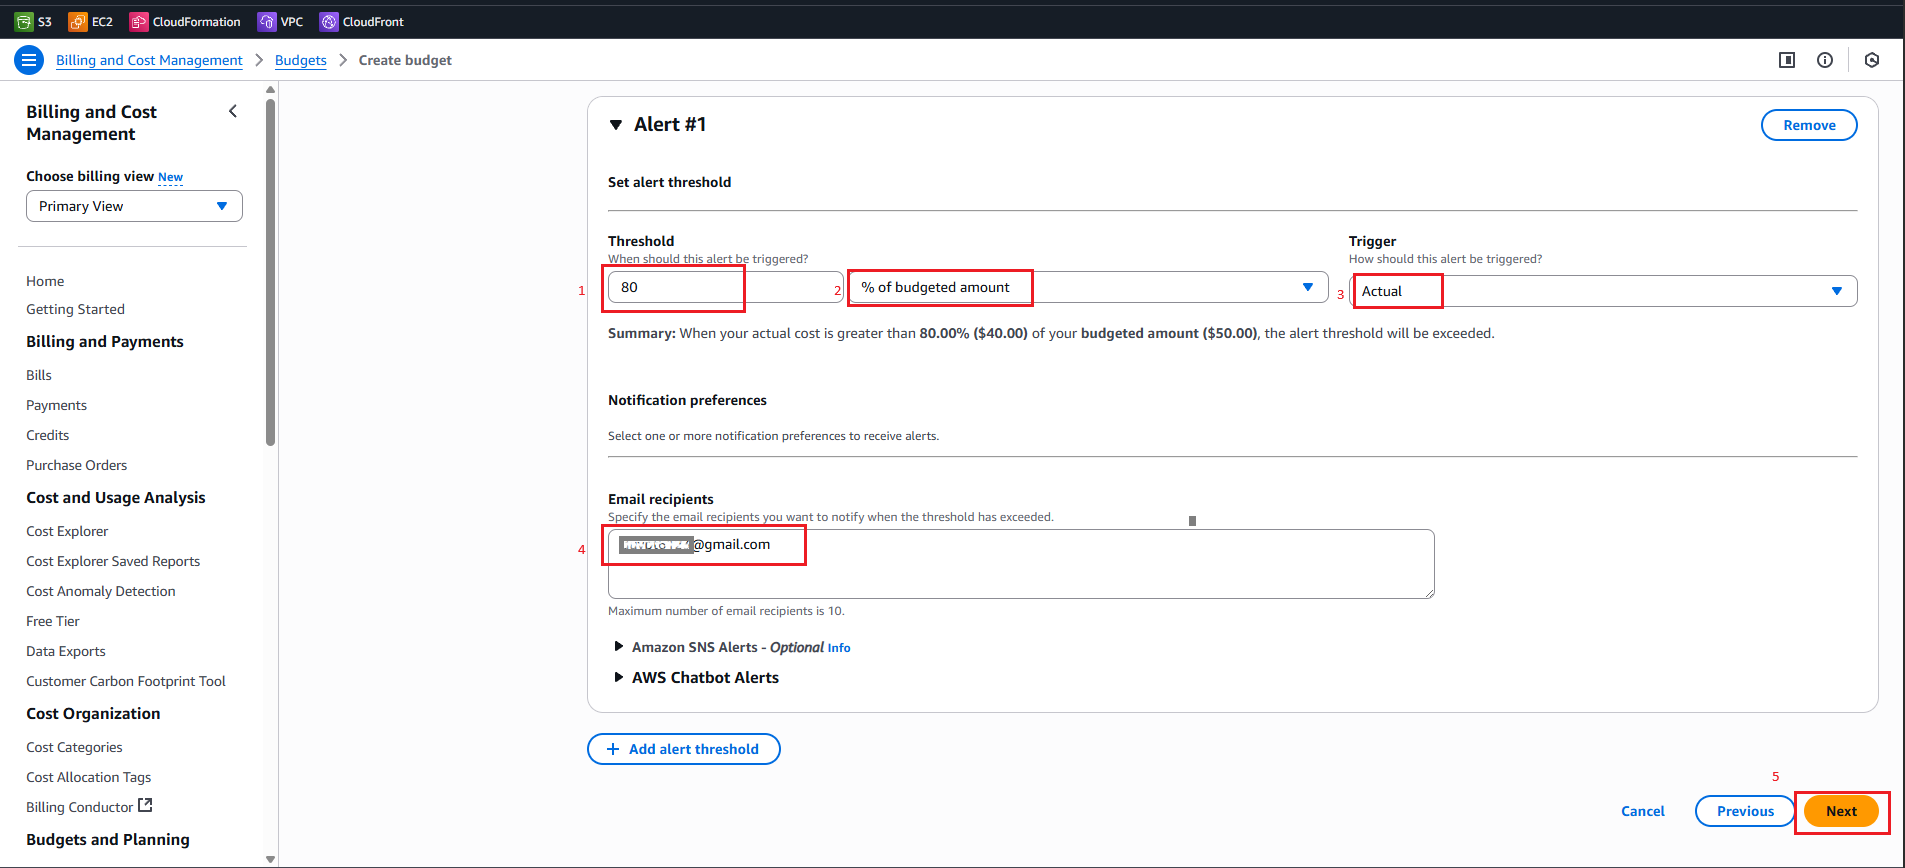 S3 EC2 CloudFormation VPC CloudFront
Billing and Cost Management > Budgets > Create budget
Billing and Cost
Management
Choose billing view New
Primary View
Home
Getting Started
Billing and Payments
Bills
Payments
Credits
Purchase Orders
Cost and Usage Analysis
Cost Explorer
Cost Explorer Saved Reports
Cost Anomaly Detection
Free Tier
Data Exports
Customer Carbon Footprint Tool
Cost Organization
Cost Categories
Cost Allocation Tags
Billing Conductor
Budgets and Planning
Alert #1
Remove
Set alert threshold
Threshold
When should this alert be triggered?
1 80 2 % of budgeted amount
Trigger
How should this alert be triggered?
3 Actual
Summary: When your actual cost is greater than 80.00% ($40.00) of your budgeted amount ($50.00), the alert threshold will be exceeded.
Notification preferences
Select one or more notification preferences to receive alerts.
Email recipients
Specify the email recipients you want to notify when the threshold has exceeded.
4 @gmail.com
Maximum number of email recipients is 10.
Amazon SNS Alerts - Optional Info
AWS Chatbot Alerts
+ Add alert threshold
5
Cancel Previous Next